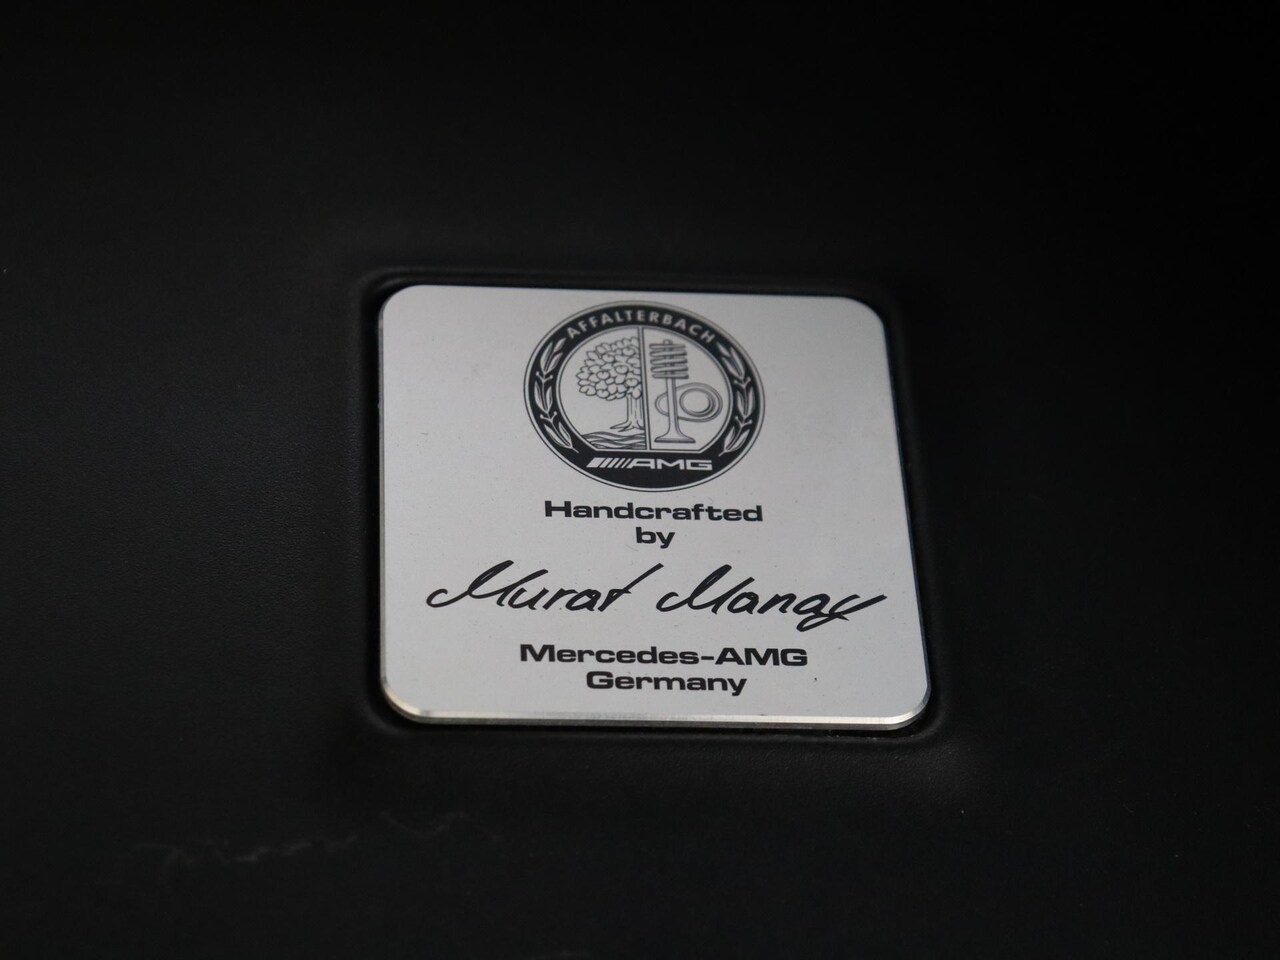 AFFALTERBACH
AMG
Handcrafted
by
Murat Manay
Mercedes-AMG
Germany